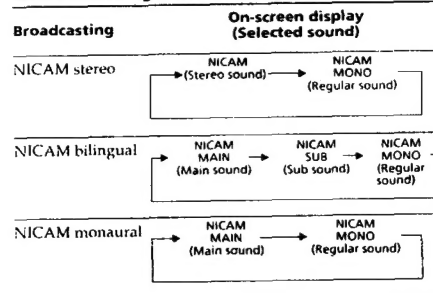 Broadcasting
On-screen display
(Selected sound)
NICAM stereo
NICAM
(Stereo sound)
NICAM
MONO
(Regular sound)
NICAM bilingual
NICAM
MAIN
(Main sound)
NICAM
SUB
(Sub sound)
NICAM
MONO
(Regular
sound)
NICAM monaural
NICAM
MAIN
(Main sound)
NICAM
MONO
(Regular sound)